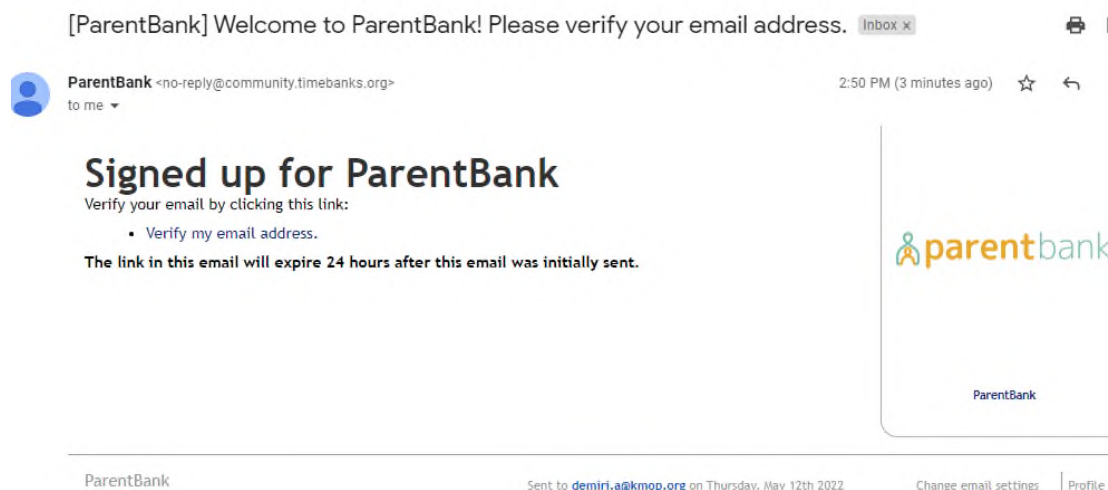 [ParentBank] Welcome to ParentBank! Please verify your email address. Inbox x
ParentBank <no-reply@community.timebanks.org> 2:50 PM (3 minutes ago)
to me
Signed up for ParentBank
Verify your email by clicking this link:
• Verify my email address.
The link in this email will expire 24 hours after this email was initially sent.
parentbank
ParentBank
ParentBank Sent to demiri.a@kmop.org on Thursday, May 12th 2022 Change email settings | Profile